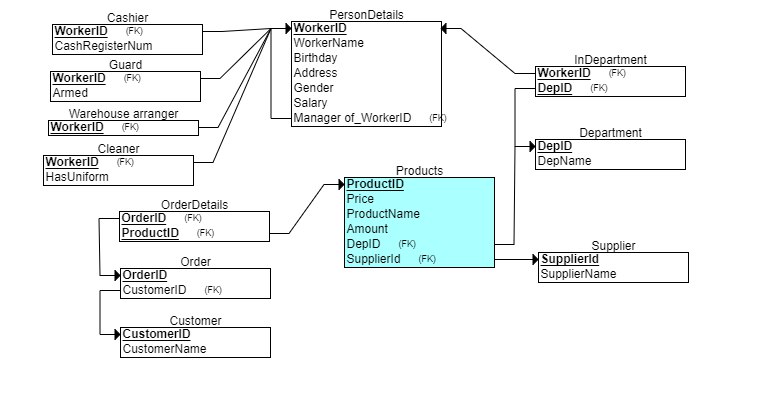 Cashier
WorkerID (FK)
CashRegisterNum
Guard
WorkerID (FK)
Armed
Warehouse arranger
WorkerID (FK)
Cleaner
WorkerID (FK)
HasUniform
PersonDetails
WorkerID
WorkerName
Birthday
Address
Gender
Salary
Manager of_WorkerID (FK)
InDepartment
WorkerID (FK)
DepID (FK)
Department
DepID
DepName
Products
ProductID
Price
ProductName
Amount
DepID (FK)
SupplierId (FK)
OrderDetails
OrderID (FK)
ProductID (FK)
Order
OrderID
CustomerID (FK)
Supplier
SupplierId
SupplierName
Customer
CustomerID
CustomerName